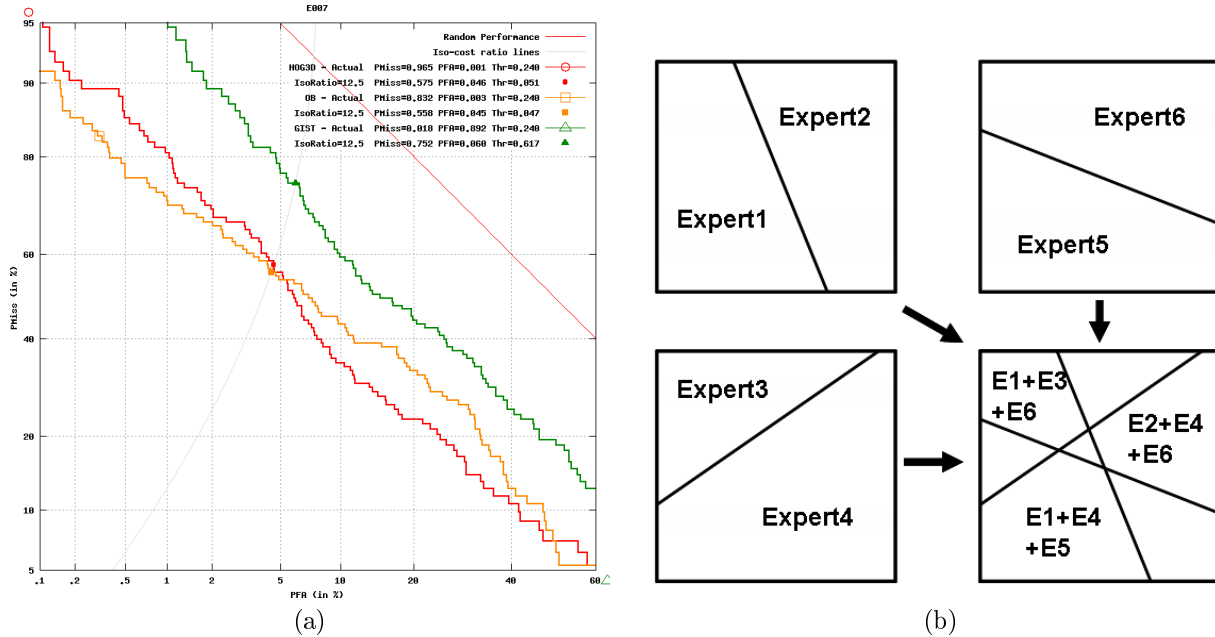 E007
95
90
80
60
40
20
10
5
PMiss (in %)
.1 .2 .5 1 2 5 10 20 40 60
PFA (in %)
Random Performance
Iso-cost ratio lines
HOG3D - Actual PMiss=0.965 PFA=0.001 Thr=0.240
IsoRatio=12.5 PMiss=0.575 PFA=0.046 Thr=0.051
OB - Actual PMiss=0.832 PFA=0.003 Thr=0.240
IsoRatio=12.5 PMiss=0.558 PFA=0.045 Thr=0.047
GIST - Actual PMiss=0.018 PFA=0.892 Thr=0.240
IsoRatio=12.5 PMiss=0.752 PFA=0.060 Thr=0.617
(a)
Expert2
Expert1
Expert6
Expert5
Expert3
Expert4
E1+E3
+E6
E2+E4
+E6
E1+E4
+E5
(b)